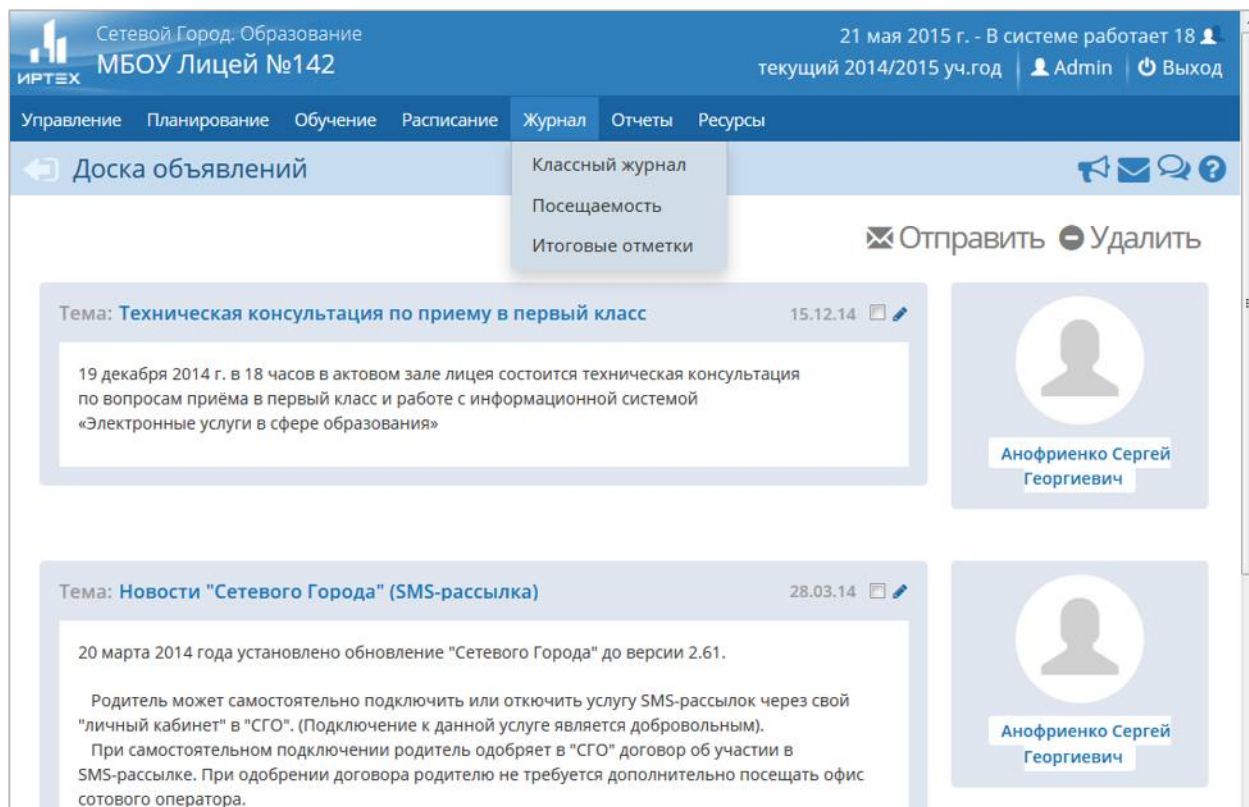 Сетевой Город. Образование
МБОУ Лицей №142
ИРТЕХ
21 мая 2015 г. - В системе работает 18
текущий 2014/2015 уч.год Admin Выход
Управление Планирование Обучение Расписание Журнал Отчеты Ресурсы
Доска объявлений
Классный журнал
Посещаемость
Итоговые отметки
Отправить Удалить
Тема: Техническая консультация по приему в первый класс 15.12.14
19 декабря 2014 г. в 18 часов в актовом зале лицея состоится техническая консультация
по вопросам приёма в первый класс и работе с информационной системой
«Электронные услуги в сфере образования»
Анофриенко Сергей
Георгиевич
Тема: Новости "Сетевого Города" (SMS-рассылка) 28.03.14
20 марта 2014 года установлено обновление "Сетевого Города" до версии 2.61.
Родитель может самостоятельно подключить или откючить услугу SMS-рассылок через свой
"личный кабинет" в "СГО". (Подключение к данной услуге является добровольным).
При самостоятельном подключении родитель одобряет в "СГО" договор об участии в
SMS-рассылке. При одобрении договора родителю не требуется дополнительно посещать офис
сотового оператора.
Анофриенко Сергей
Георгиевич